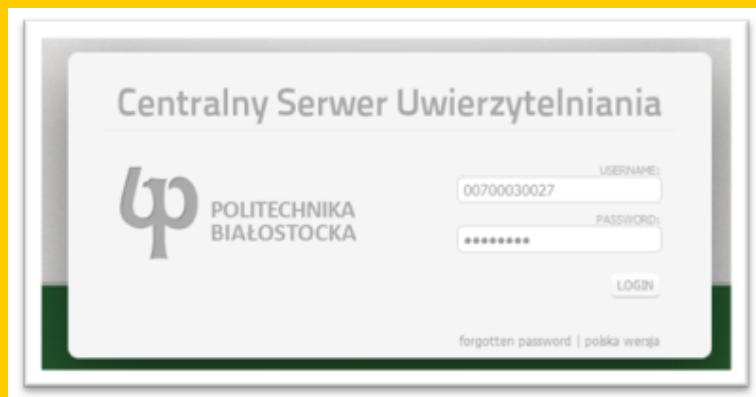 Centralny Serwer Uwierzytelniania
USERNAME:
00700030027
POLITECHNIKA
BIAŁOSTOCKA
PASSWORD:
••••••••
LOGIN
forgotten password | polska wersja